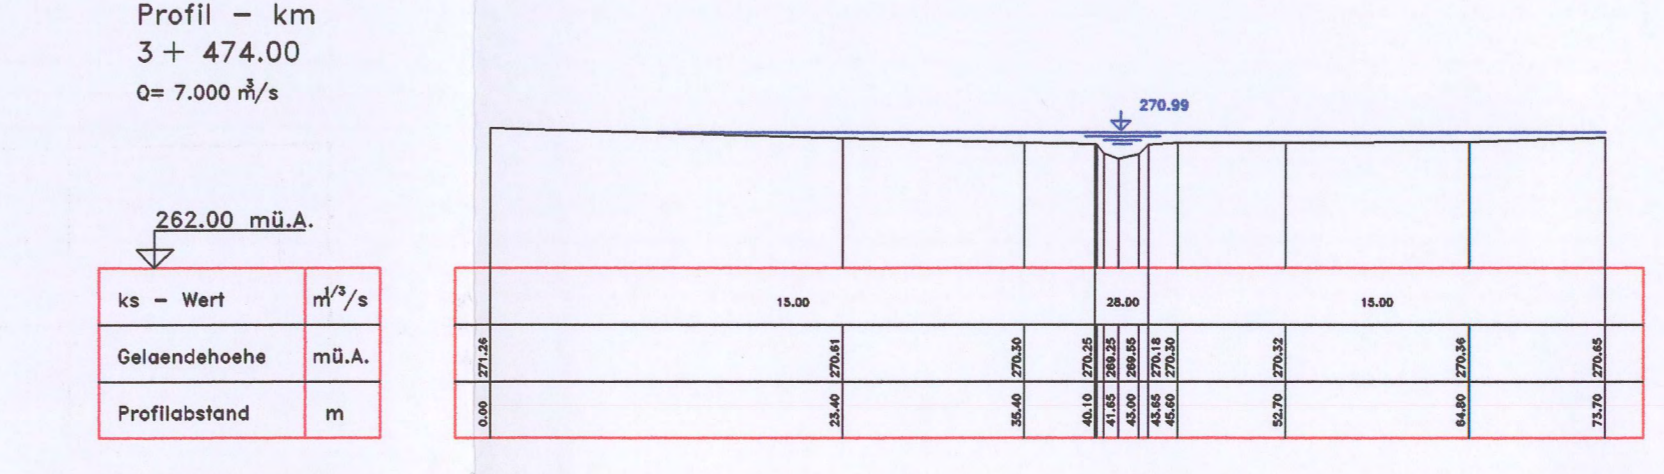 Profil – km
3+ 474.00
Q= 7.000 m³/s
270.99
262.00 mü.A.
ks – Wert m^1/3/s 15.00 28.00 15.00
Gelaendehoehe mü.A. 271.26 270.61 270.30 270.25 269.25 269.55 270.18 270.30 270.32 270.36 270.65
Profilabstand m 0.00 23.40 35.40 40.10 41.65 43.00 43.65 45.60 52.70 64.80 73.70